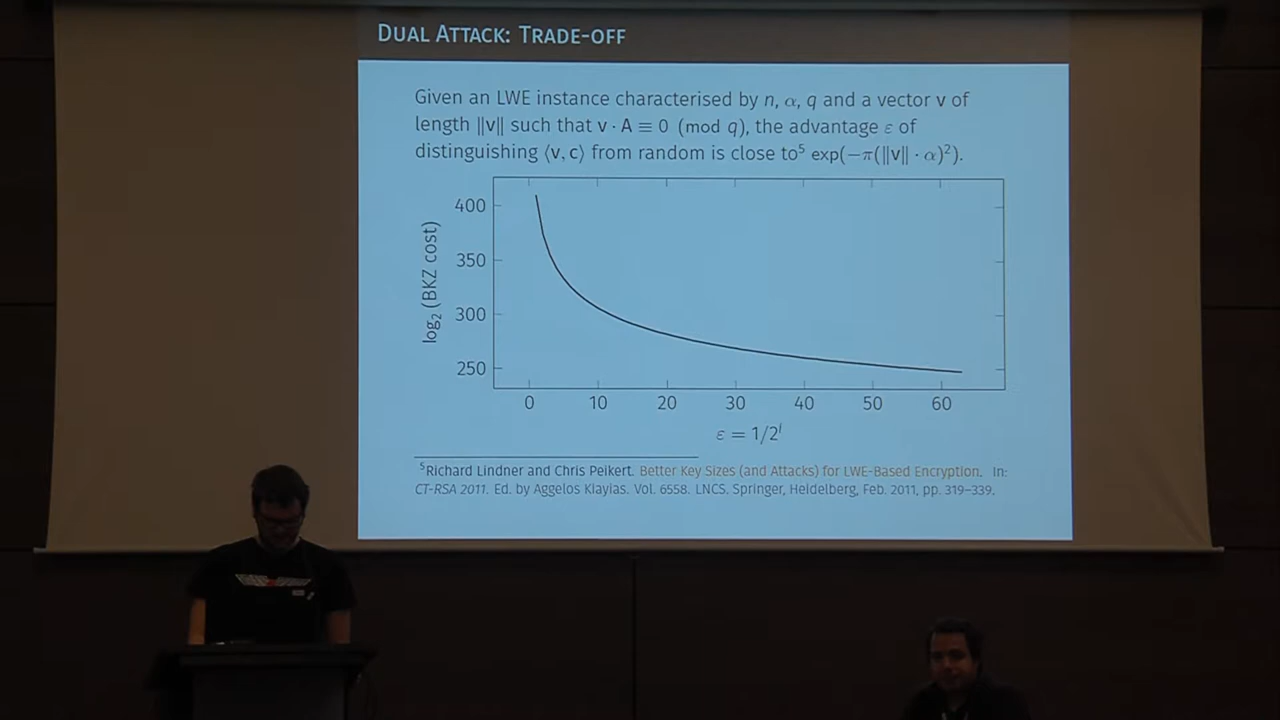 DUAL ATTACK: TRADE-OFF
Given an LWE instance characterised by n, α, q and a vector v of
length ‖v‖ such that v · A ≡ 0 (mod q), the advantage ε of
distinguishing ⟨v, c⟩ from random is close to⁵ exp(−π(‖v‖ · α)²).
400
350
300
250
log₂(BKZ cost)
0 10 20 30 40 50 60
ε = 1/2ⁱ
⁵Richard Lindner and Chris Peikert. Better Key Sizes (and Attacks) for LWE-Based Encryption. In:
CT-RSA 2011. Ed. by Aggelos Kiayias. Vol. 6558. LNCS. Springer, Heidelberg, Feb. 2011, pp. 319–339.